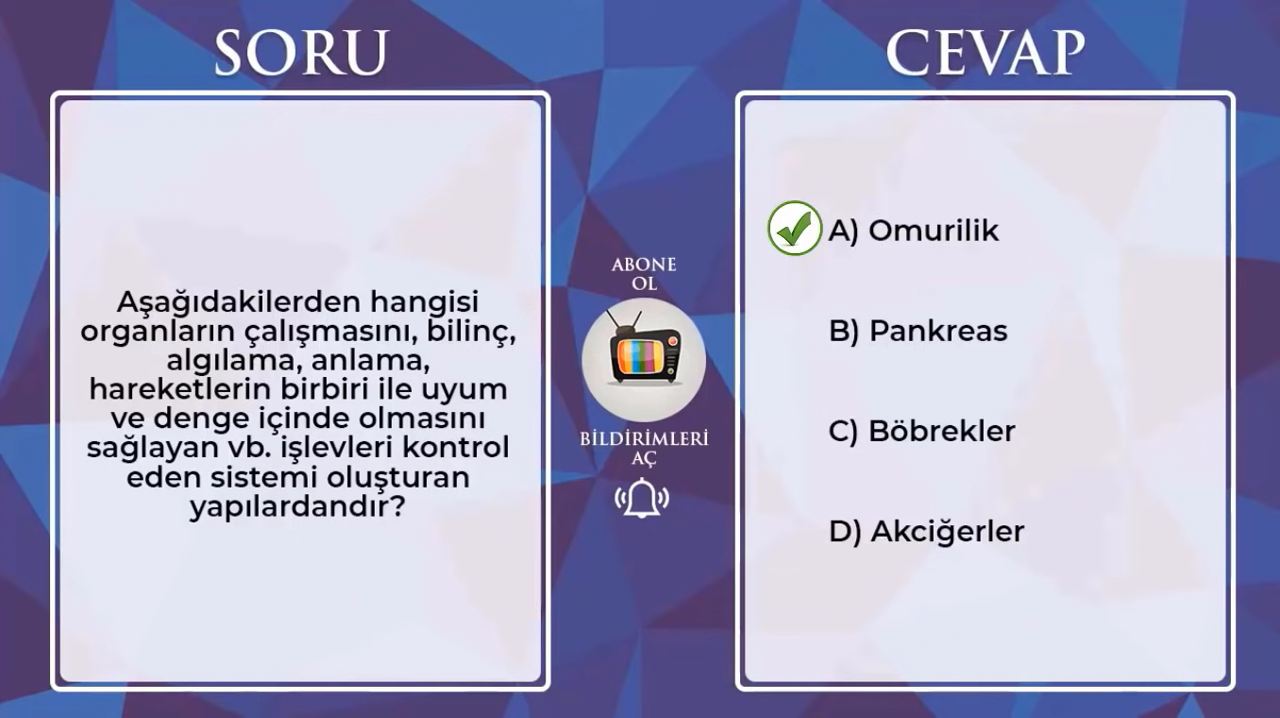 SORU
Aşağıdakilerden hangisi
organların çalışmasını, bilinç,
algılama, anlama,
hareketlerin birbiri ile uyum
ve denge içinde olmasını
sağlayan vb. işlevleri kontrol
eden sistemi oluşturan
yapılardandır?
ABONE
OL
BİLDİRİMLERİ
AÇ
CEVAP
A) Omurilik
B) Pankreas
C) Böbrekler
D) Akciğerler